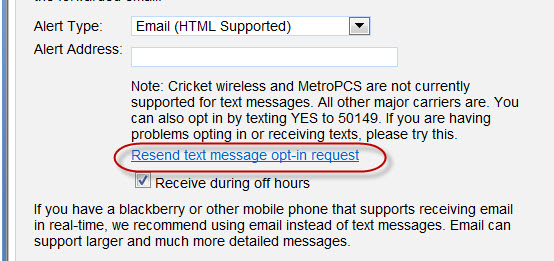 the forwarded email.
Alert Type: Email (HTML Supported)
Alert Address:
Note: Cricket wireless and MetroPCS are not currently
supported for text messages. All other major carriers are. You
can also opt in by texting YES to 50149. If you are having
problems opting in or receiving texts, please try this.
Resend text message opt-in request
Receive during off hours
If you have a blackberry or other mobile phone that supports receiving email
in real-time, we recommend using email instead of text messages. Email can
support larger and much more detailed messages.